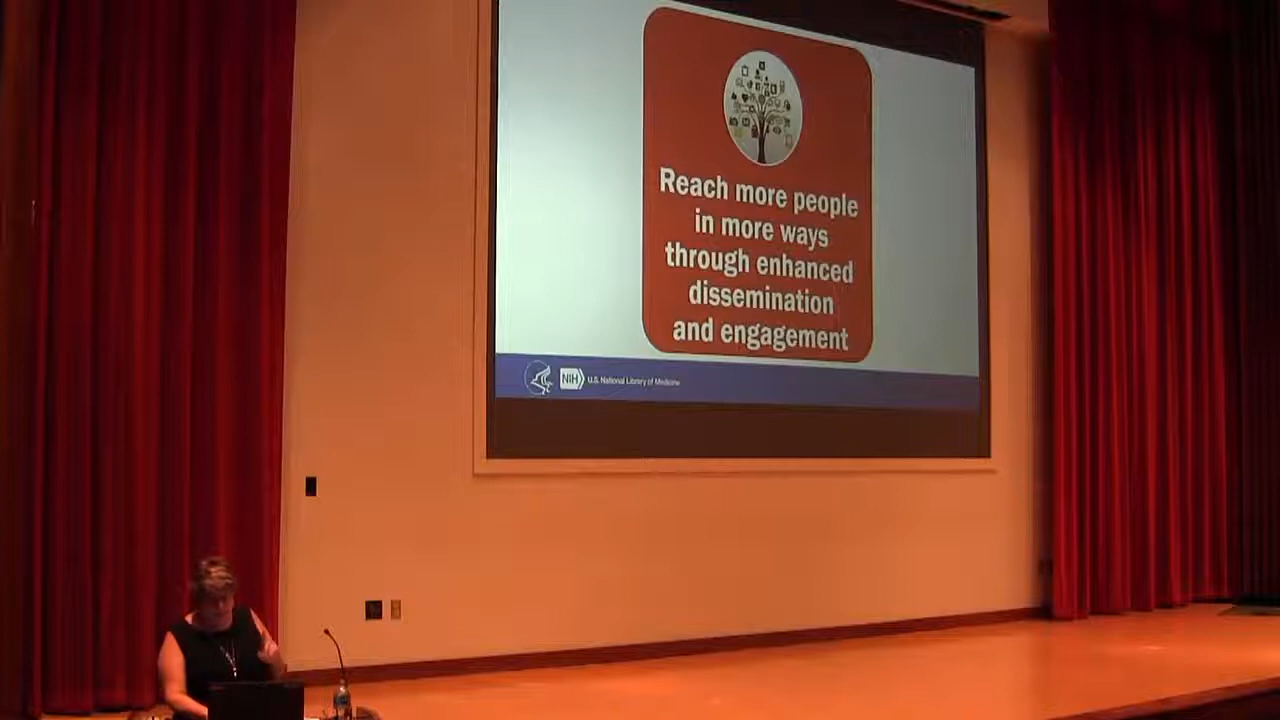 Reach more people
in more ways
through enhanced
dissemination
and engagement
NIH U.S. National Library of Medicine